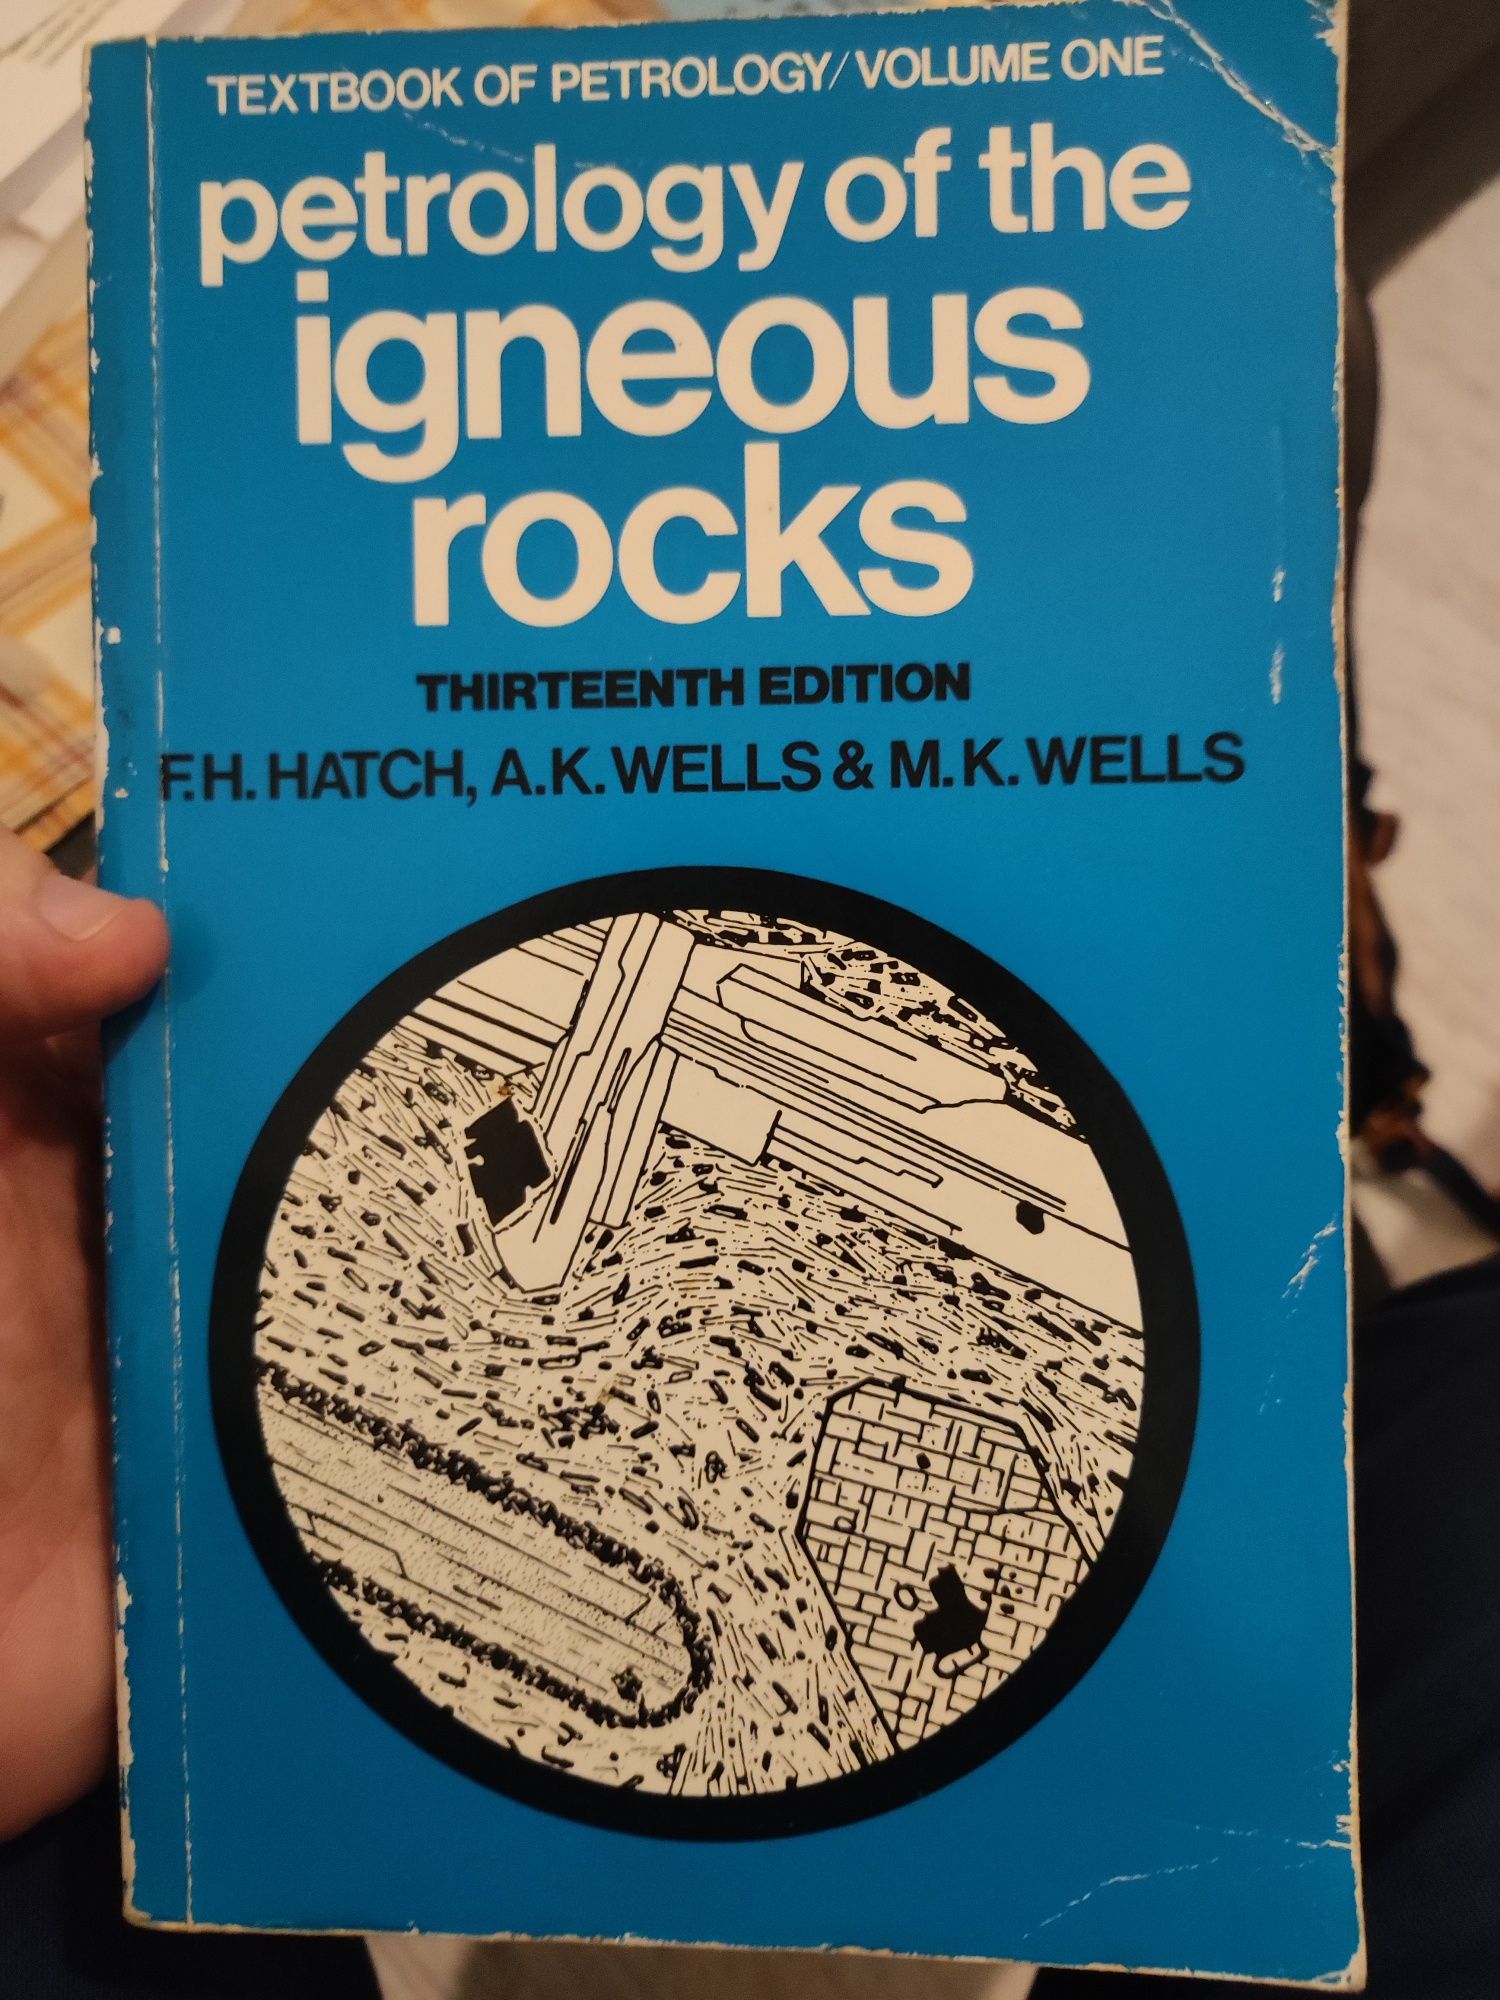 TEXTBOOK OF PETROLOGY/VOLUME ONE
petrology of the
igneous
rocks
THIRTEENTH EDITION
F.H. HATCH, A.K. WELLS & M.K. WELLS